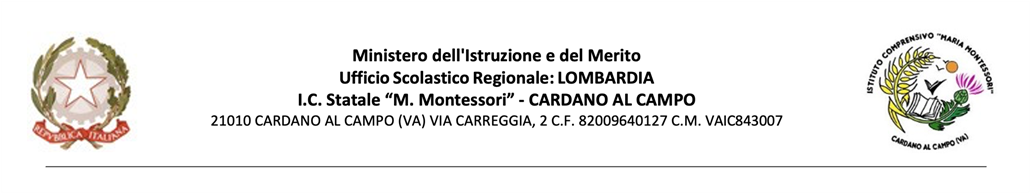 Ministero dell'Istruzione e del Merito
Ufficio Scolastico Regionale: LOMBARDIA
I.C. Statale “M. Montessori” - CARDANO AL CAMPO
21010 CARDANO AL CAMPO (VA) VIA CARREGGIA, 2 C.F. 82009640127 C.M. VAIC843007
REPVBBLICA ITALIANA
ISTITUTO COMPRENSIVO "MARIA MONTESSORI"
CARDANO AL CAMPO (VA)